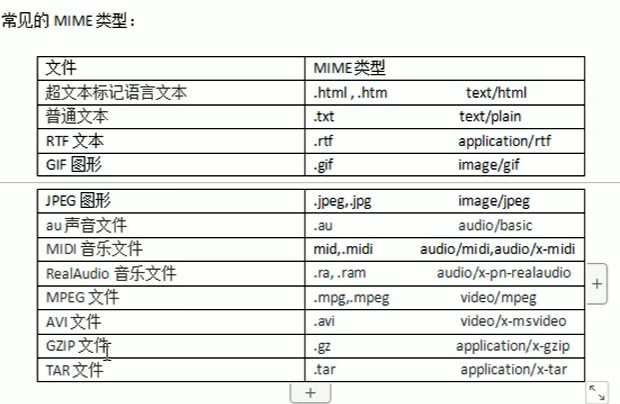 常见的 MIME 类型：
文件 MIME类型
超文本标记语言文本 .html , .htm text/html
普通文本 .txt text/plain
RTF 文本 .rtf application/rtf
GIF 图形 .gif image/gif
JPEG 图形 .jpeg,.jpg image/jpeg
au 声音文件 .au audio/basic
MIDI 音乐文件 mid,.midi audio/midi,audio/x-midi
RealAudio 音乐文件 .ra, .ram audio/x-pn-realaudio
MPEG 文件 .mpg,.mpeg video/mpeg
AVI 文件 .avi video/x-msvideo
GZIP 文件 .gz application/x-gzip
TAR 文件 .tar application/x-tar